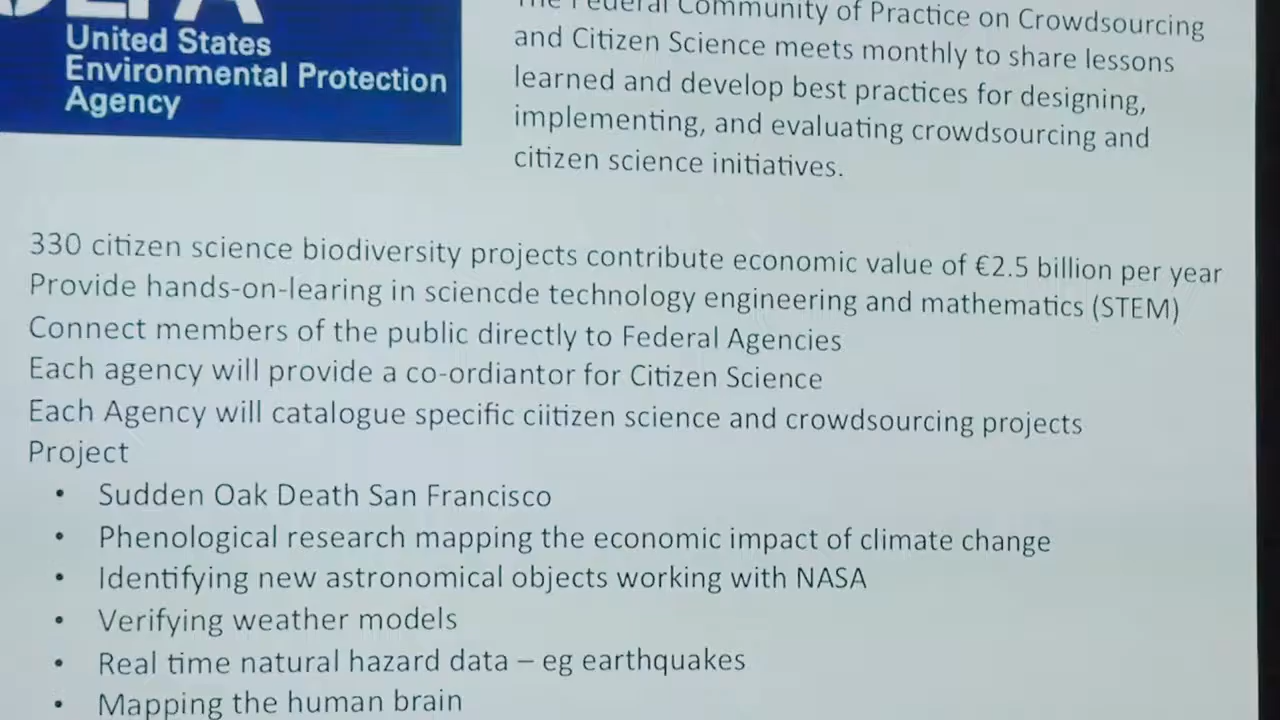 United States
Environmental Protection
Agency
The Federal Community of Practice on Crowdsourcing
and Citizen Science meets monthly to share lessons
learned and develop best practices for designing,
implementing, and evaluating crowdsourcing and
citizen science initiatives.
330 citizen science biodiversity projects contribute economic value of €2.5 billion per year
Provide hands-on-learing in sciencde technology engineering and mathematics (STEM)
Connect members of the public directly to Federal Agencies
Each agency will provide a co-ordiantor for Citizen Science
Each Agency will catalogue specific ciitizen science and crowdsourcing projects
Project
• Sudden Oak Death San Francisco
• Phenological research mapping the economic impact of climate change
• Identifying new astronomical objects working with NASA
• Verifying weather models
• Real time natural hazard data – eg earthquakes
• Mapping the human brain